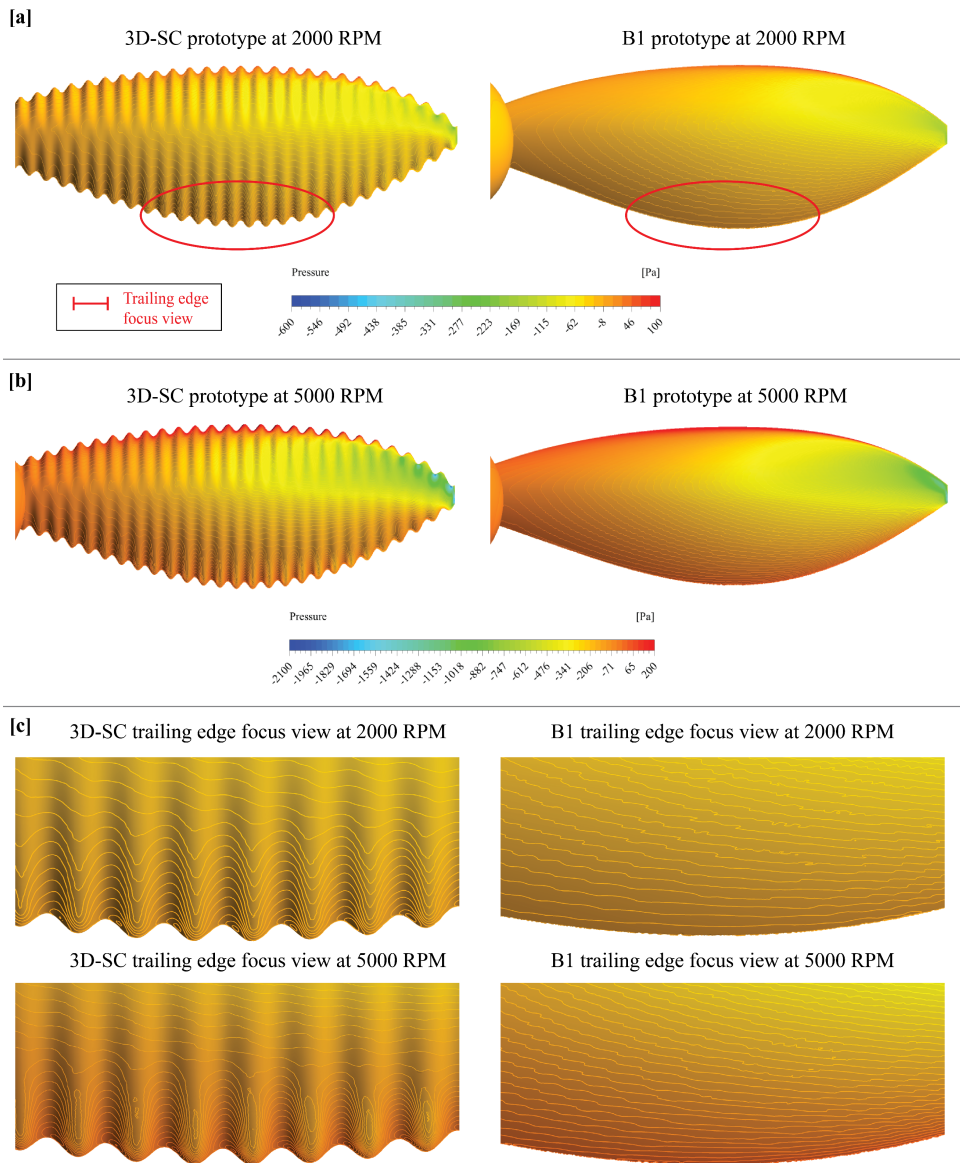 [a]
3D-SC prototype at 2000 RPM
B1 prototype at 2000 RPM
Trailing edge
focus view
Pressure
[Pa]
-600 -546 -492 -438 -385 -331 -277 -223 -169 -115 -62 -8 46 100
[b]
3D-SC prototype at 5000 RPM
B1 prototype at 5000 RPM
Pressure
[Pa]
-2100 -1965 -1829 -1694 -1559 -1424 -1288 -1153 -1018 -882 -747 -612 -476 -341 -206 -71 65 200
[c]
3D-SC trailing edge focus view at 2000 RPM
B1 trailing edge focus view at 2000 RPM
3D-SC trailing edge focus view at 5000 RPM
B1 trailing edge focus view at 5000 RPM